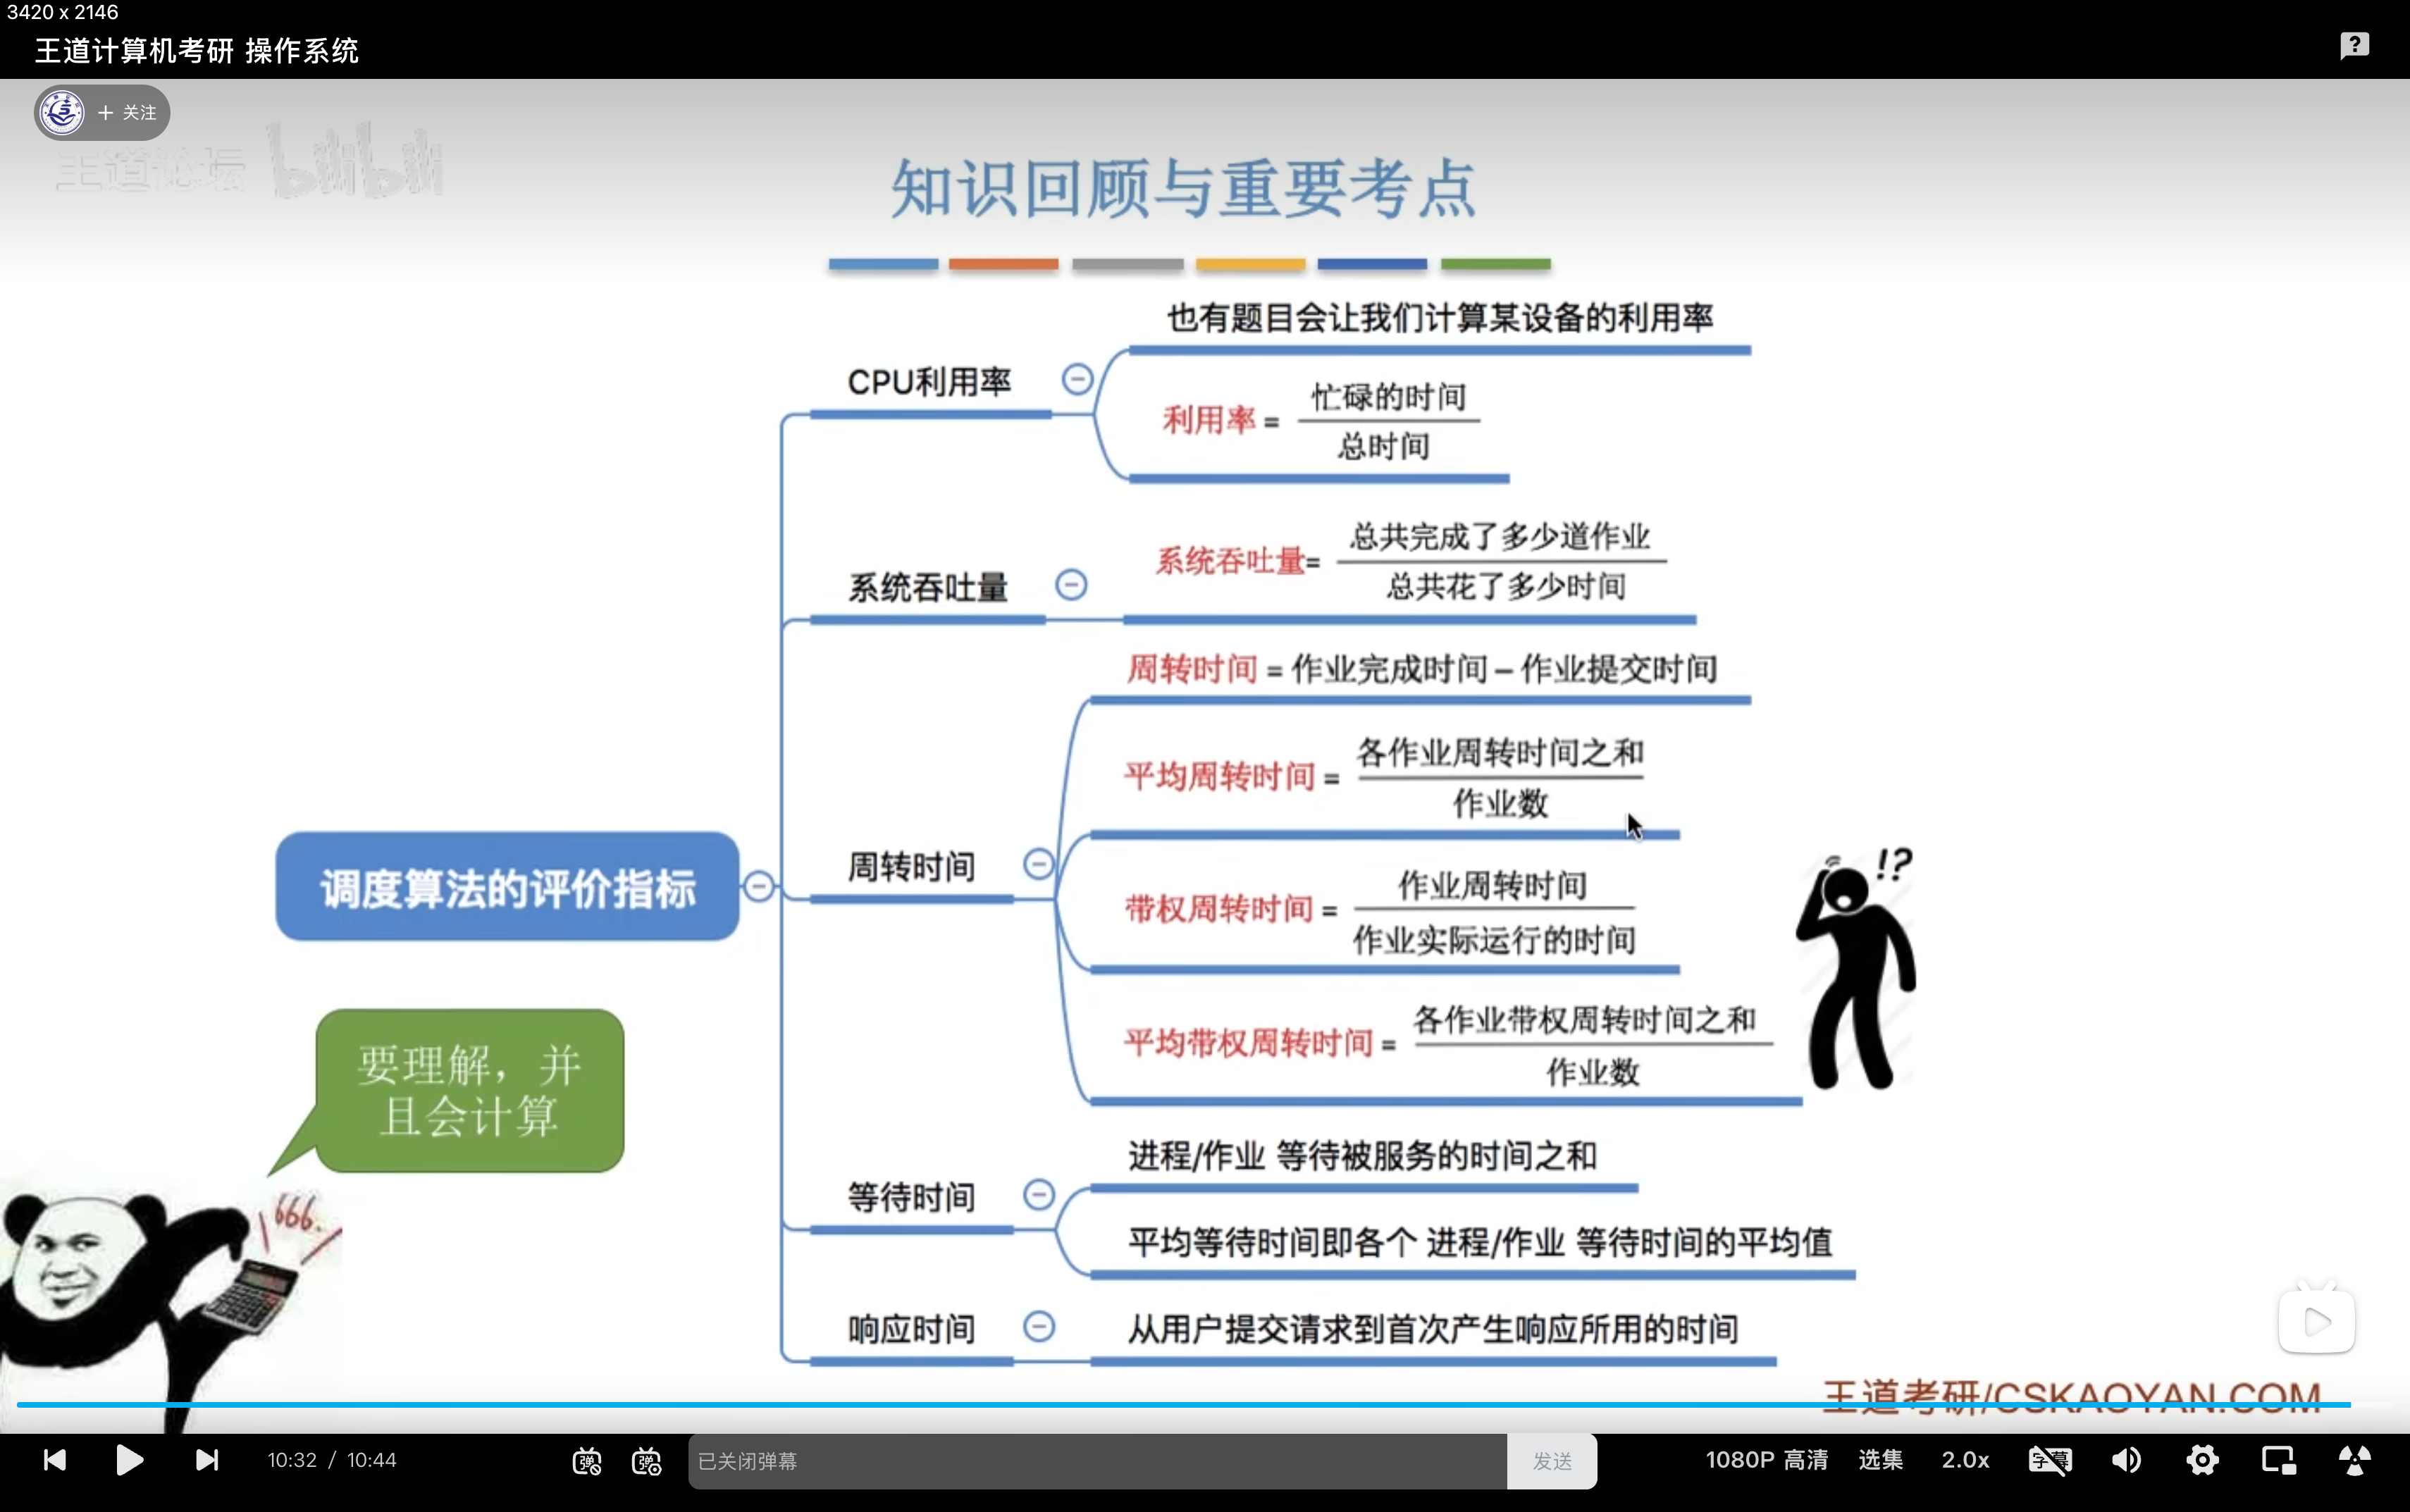 3420 x 2146
王道计算机考研 操作系统
+ 关注
王道论坛 bilibili
知识回顾与重要考点
也有题目会让我们计算某设备的利用率
CPU利用率
利用率 = 忙碌的时间
总时间
系统吞吐量
系统吞吐量= 总共完成了多少道作业
总共花了多少时间
周转时间 = 作业完成时间 – 作业提交时间
平均周转时间 = 各作业周转时间之和
作业数
周转时间
调度算法的评价指标
带权周转时间 = 作业周转时间
作业实际运行的时间
平均带权周转时间 = 各作业带权周转时间之和
作业数
!?
要理解，并
且会计算
666.
进程/作业 等待被服务的时间之和
等待时间
平均等待时间即各个 进程/作业 等待时间的平均值
响应时间
从用户提交请求到首次产生响应所用的时间
王道考研/CSKAOYAN.COM
10:32 / 10:44
弹
弹
已关闭弹幕
发送
1080P 高清
选集
2.0x
字幕